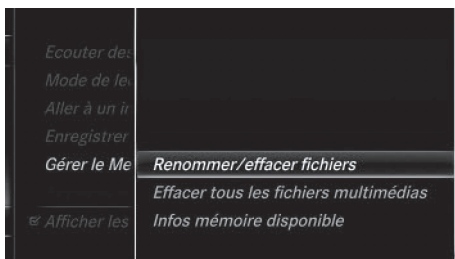 Ecouter des
Mode de le
Aller à un i
Enregistrer
Gérer le Me
Renommer/effacer fichiers
Effacer tous les fichiers multimédias
Infos mémoire disponible
Afficher les